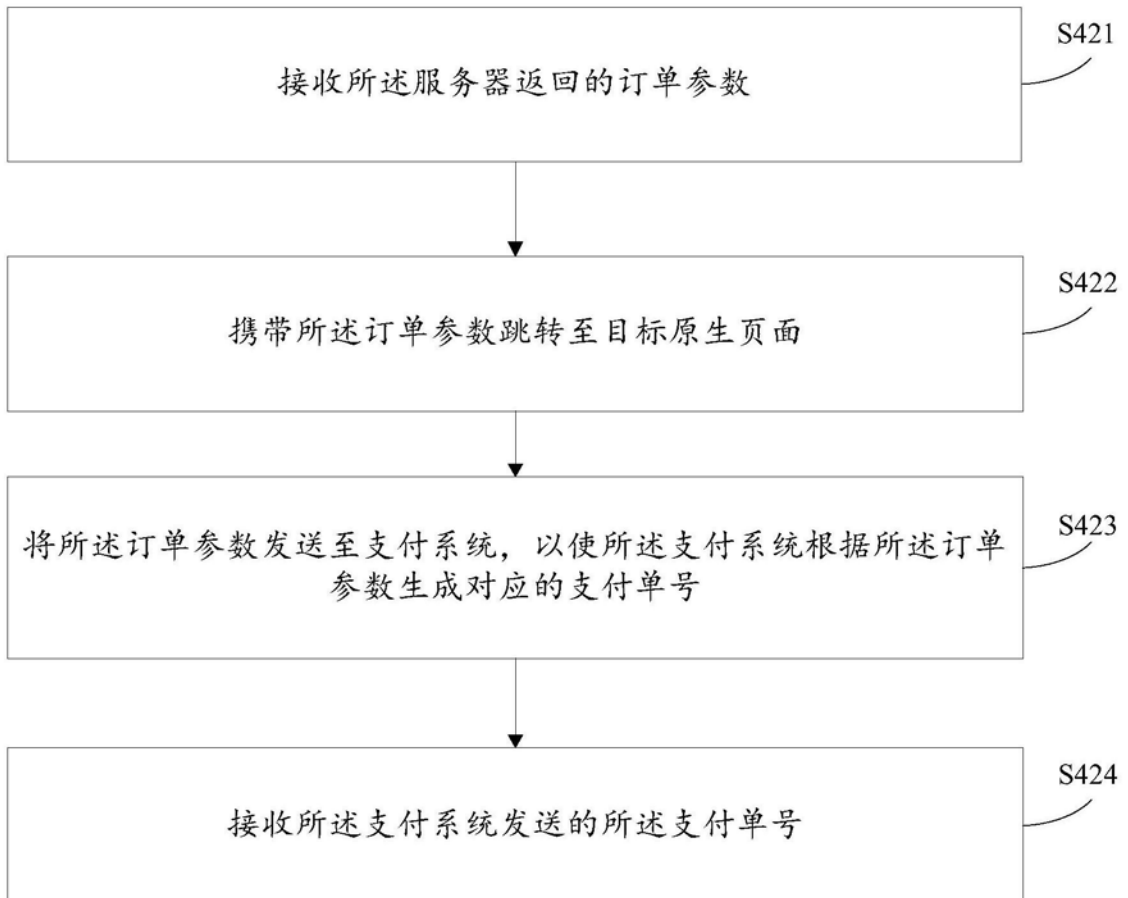 S421
接收所述服务器返回的订单参数
S422
携带所述订单参数跳转至目标原生页面
S423
将所述订单参数发送至支付系统，以使所述支付系统根据所述订单
参数生成对应的支付单号
S424
接收所述支付系统发送的所述支付单号